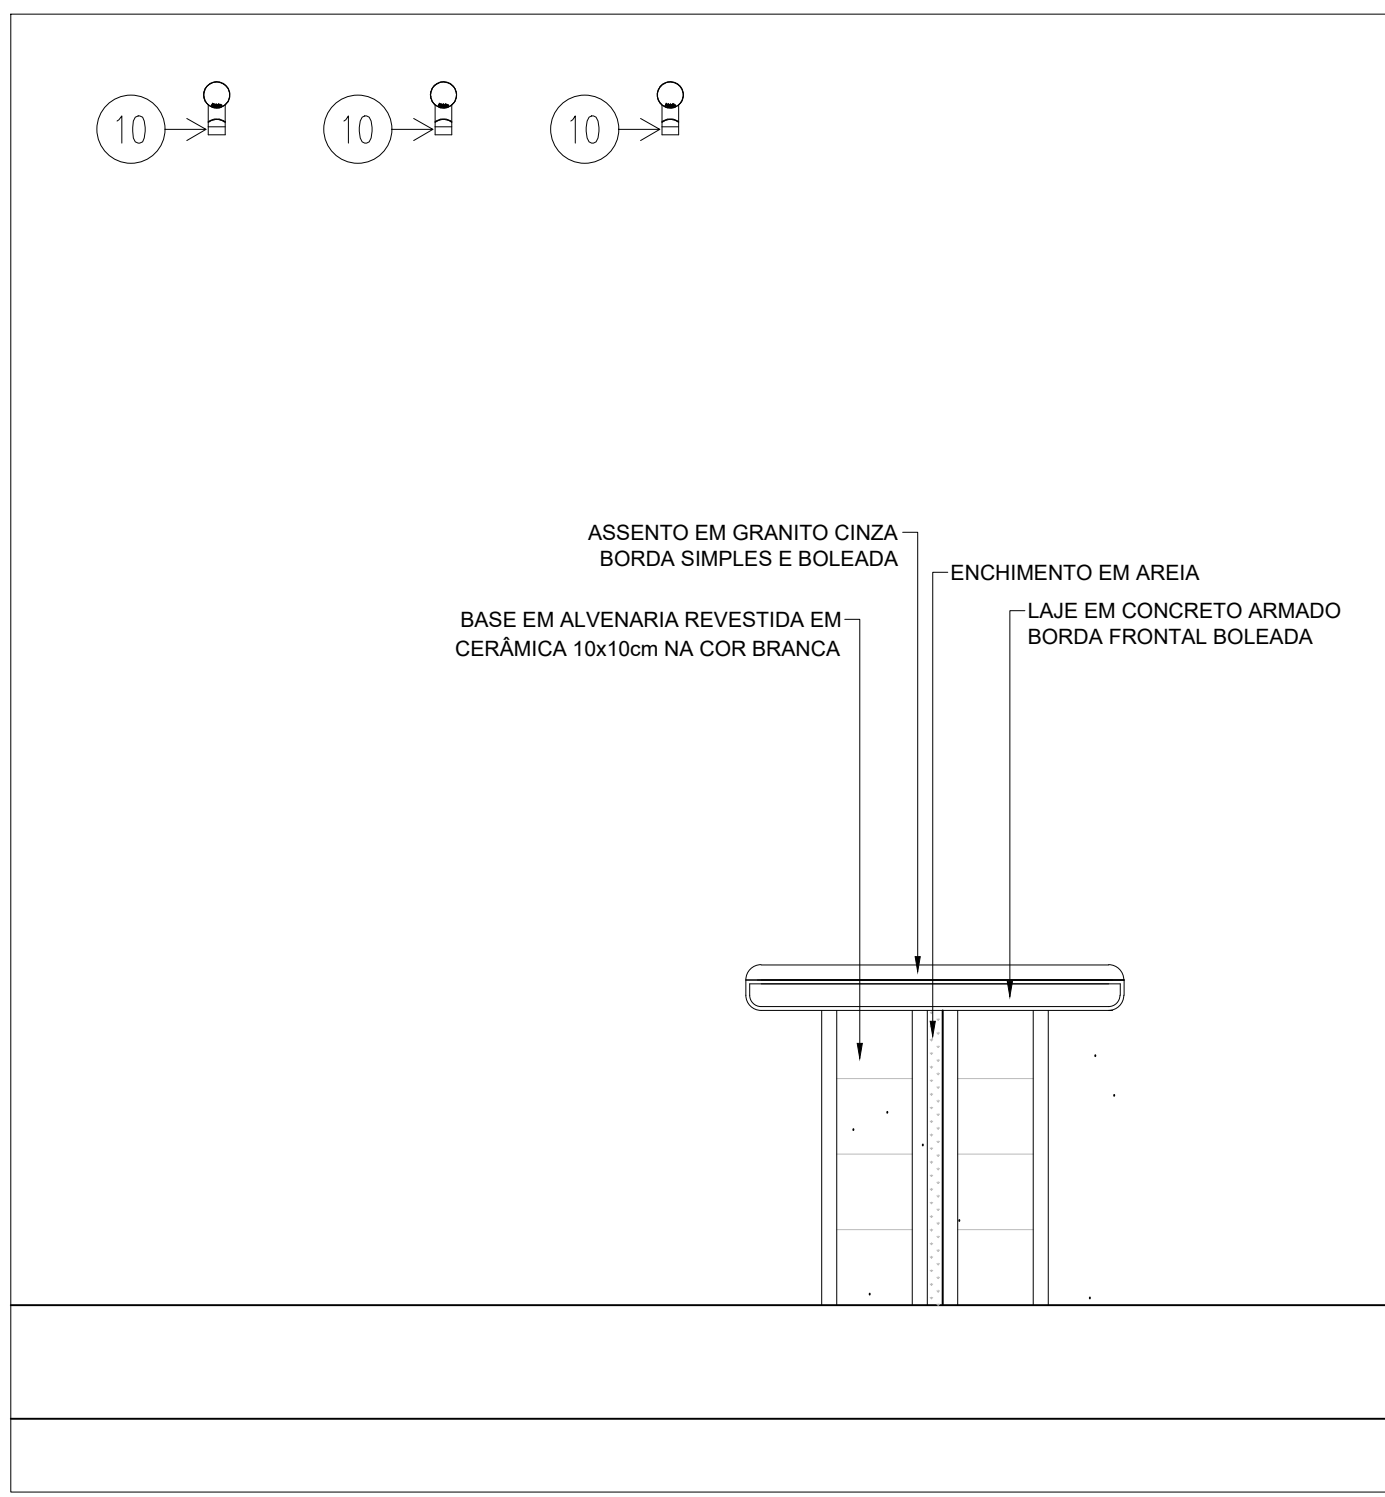 10
10
10
ASSENTO EM GRANITO CINZA
BORDA SIMPLES E BOLEADA
ENCHIMENTO EM AREIA
BASE EM ALVENARIA REVESTIDA EM
CERÂMICA 10x10cm NA COR BRANCA
LAJE EM CONCRETO ARMADO
BORDA FRONTAL BOLEADA